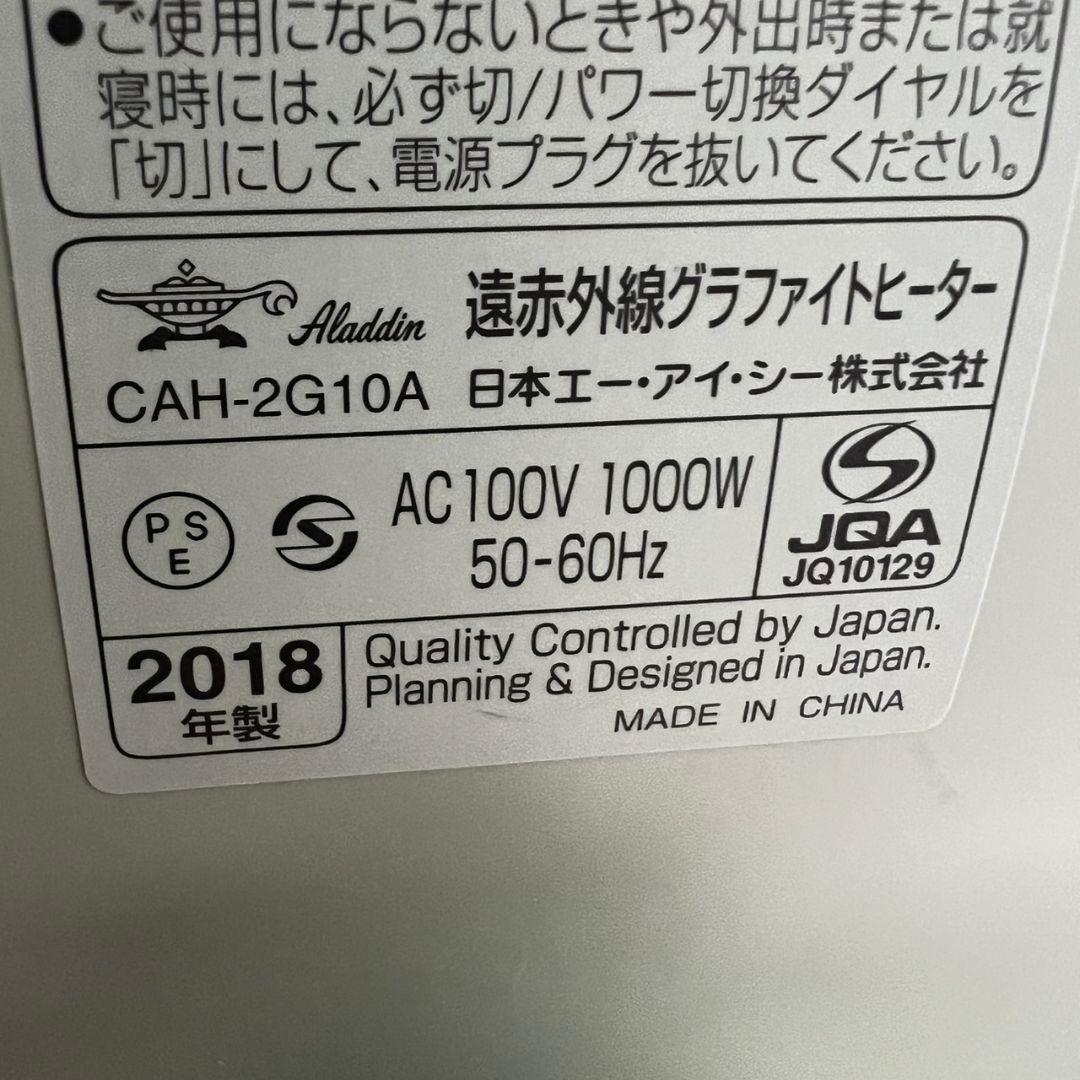 ●ご使用にならないときや外出時または就
寝時には、必ず切/パワー切換ダイヤルを
「切」にして、電源プラグを抜いてください。
Aladdin 遠赤外線グラファイトヒーター
CAH-2G10A 日本エー・アイ・シー株式会社
PSE AC100V 1000W
50-60Hz
JQA
JQ10129
2018
年製
Quality Controlled by Japan.
Planning & Designed in Japan.
MADE IN CHINA